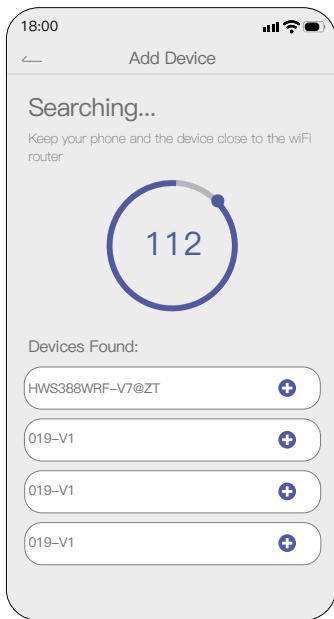 18:00
Add Device
Searching...
Keep your phone and the device close to the wiFi
router
112
Devices Found:
HWS388WRF-V7@ZT
019-V1
019-V1
019-V1